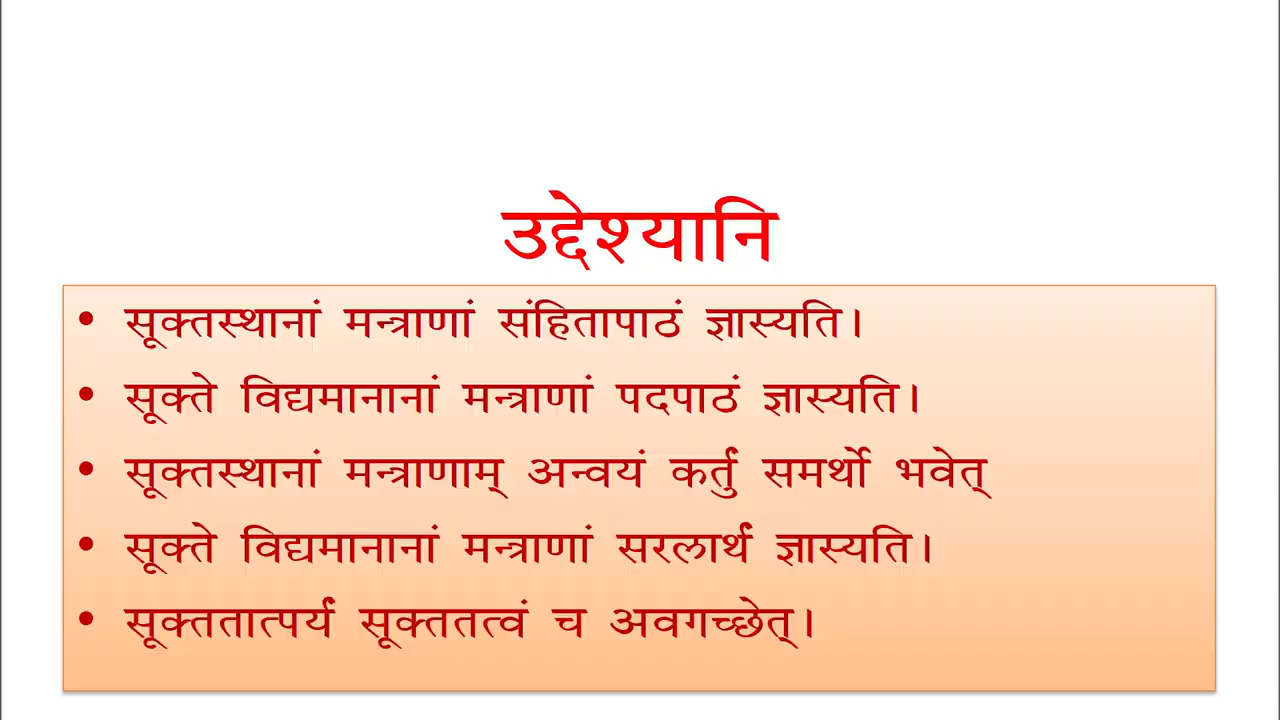 उद्देश्यानि
• सूक्तस्थानां मन्त्राणां संहितापाठं ज्ञास्यति।
• सूक्ते विद्यमानानां मन्त्राणां पदपाठं ज्ञास्यति।
• सूक्तस्थानां मन्त्राणाम् अन्वयं कर्तुं समर्थो भवेत्
• सूक्ते विद्यमानानां मन्त्राणां सरलार्थं ज्ञास्यति।
• सूक्ततात्पर्यं सूक्ततत्वं च अवगच्छेत्।